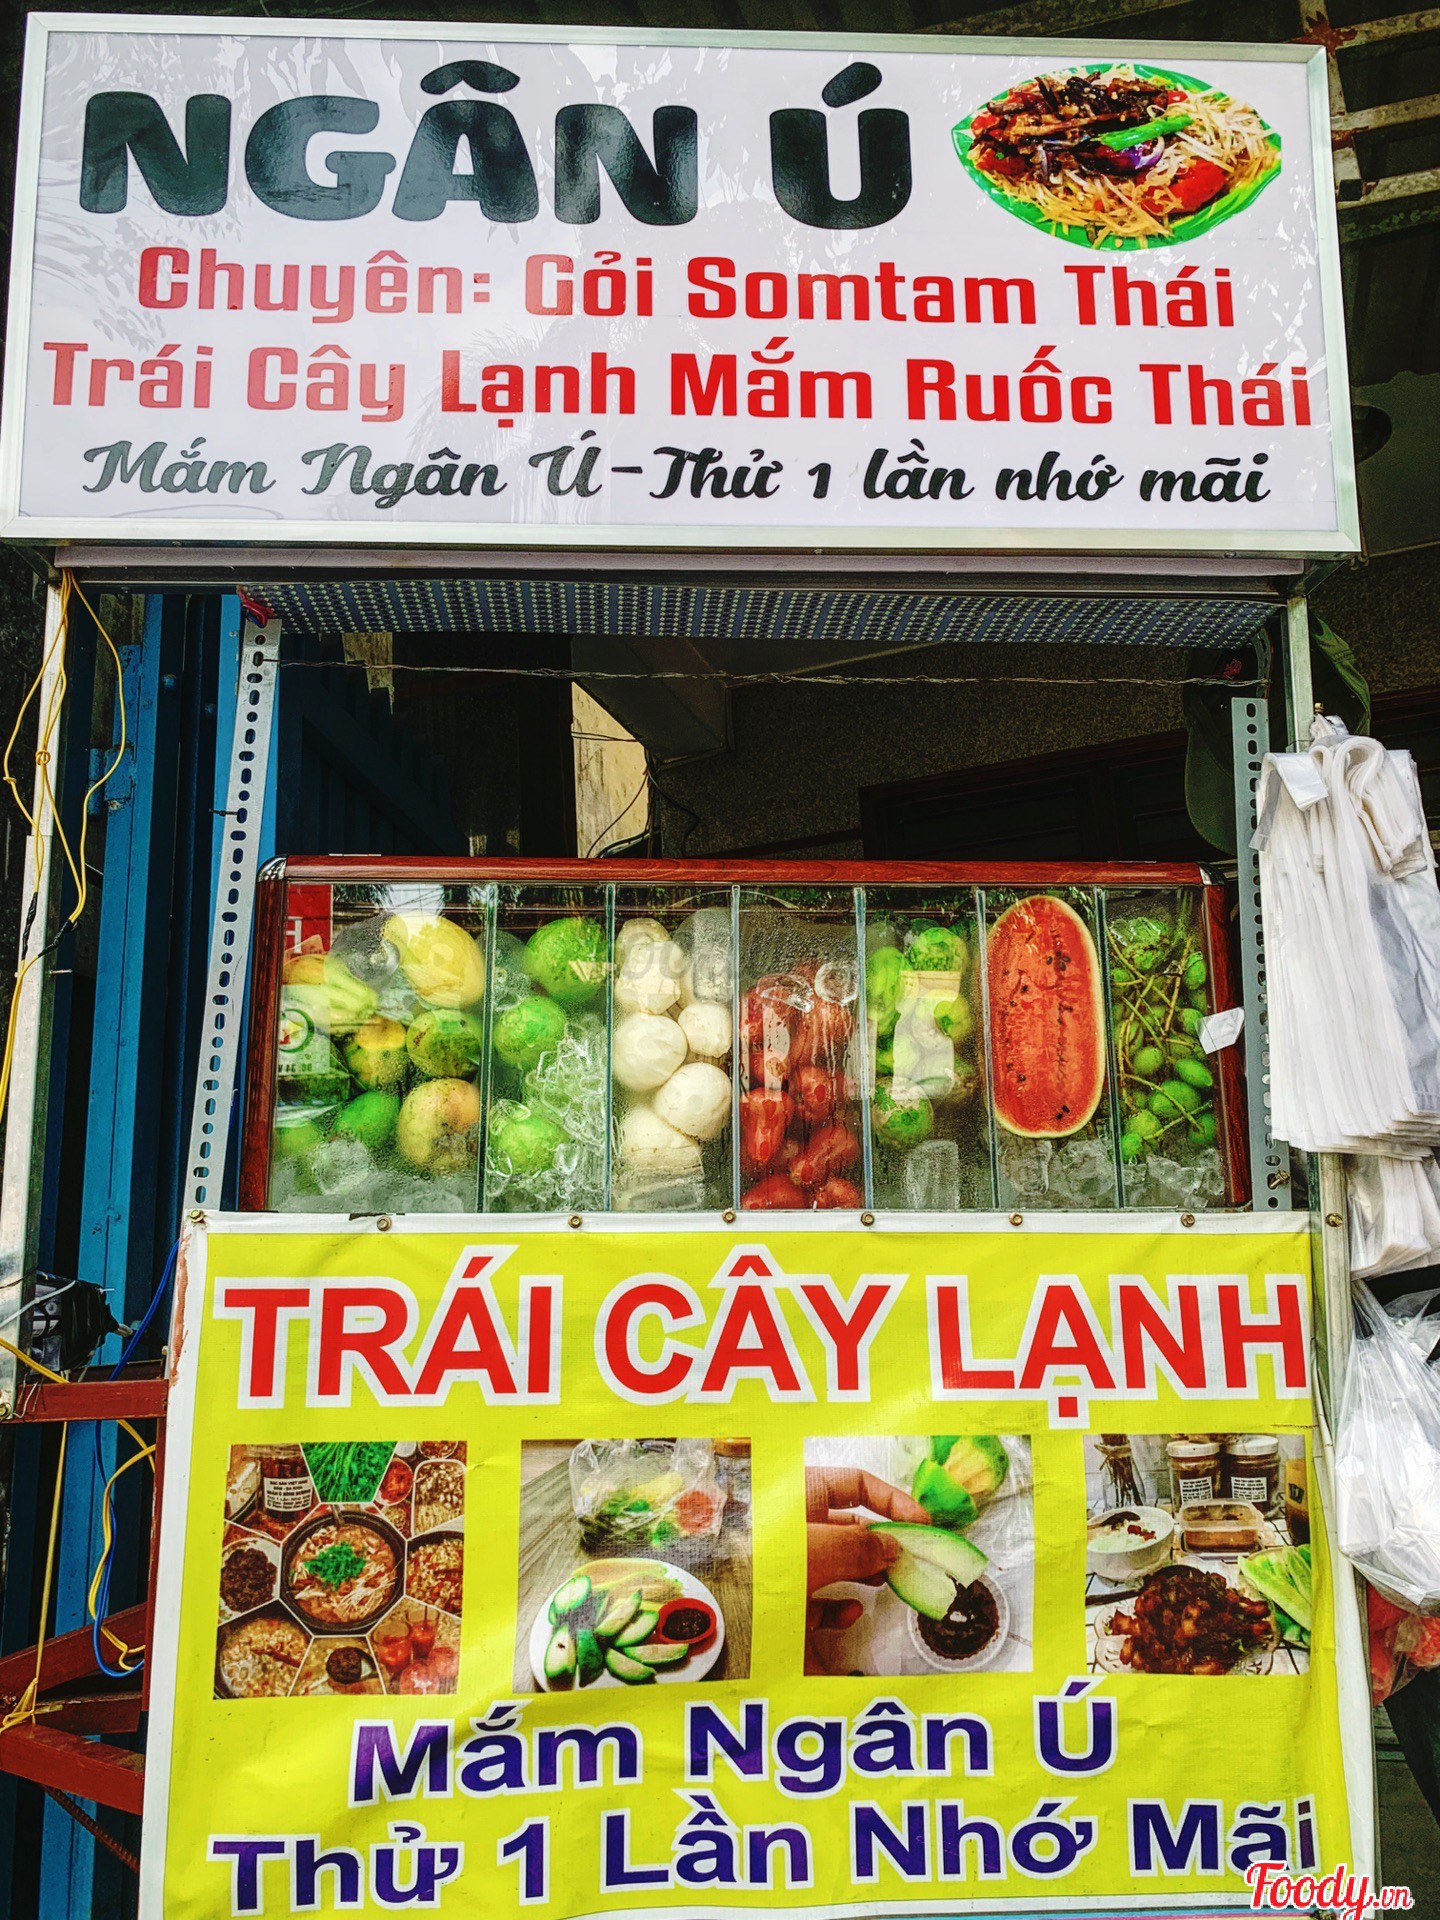 NGÂN Ú
Chuyên: Gỏi Somtam Thái
Trái Cây Lạnh Mắm Ruốc Thái
Mắm Ngân Ú-Thử 1 lần nhớ mãi
TRÁI CÂY LẠNH
Mắm Ngân Ú
Thử 1 Lần Nhớ Mãi
Foody.vn